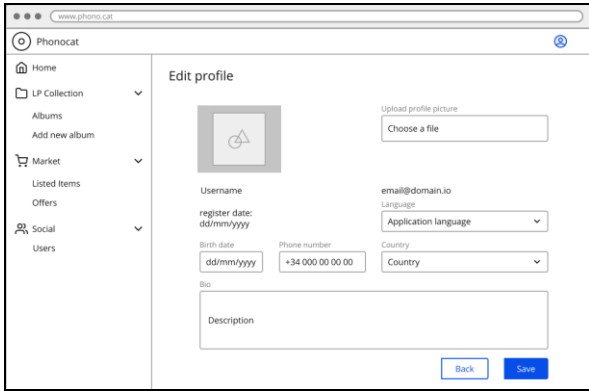 www.phono.cat
Phonocat
Home
LP Collection
Albums
Add new album
Market
Listed Items
Offers
Social
Users
Edit profile
Upload profile picture
Choose a file
Username
email@domain.io
register date:
dd/mm/yyyy
Language
Application language
Birth date
Phone number
Country
dd/mm/yyyy
+34 000 00 00 00
Country
Bio
Description
Back
Save